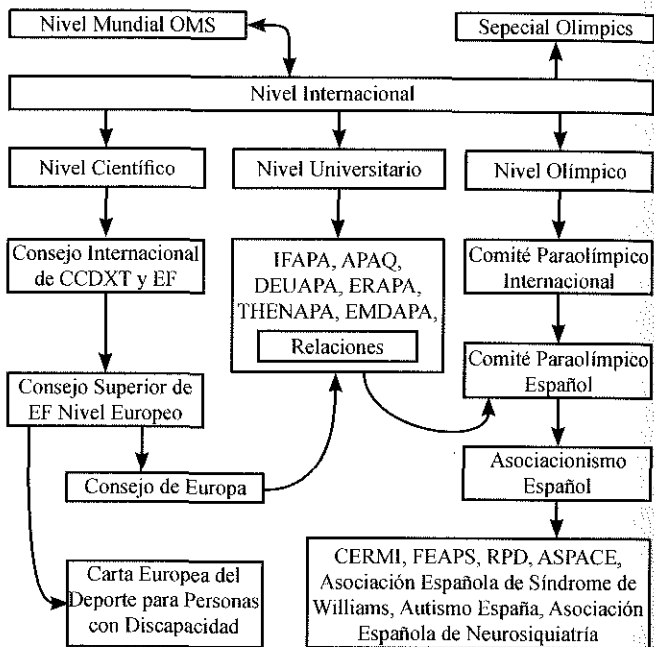 Nivel Mundial OMS
Sepecial Olimpics
Nivel Internacional
Nivel Científico
Nivel Universitario
Nivel Olímpico
Consejo Internacional
de CCDXT y EF
IFAPA, APAQ,
DEUAPA, ERAPA,
THENAPA, EMDAPA,
Relaciones
Comité Paraolímpico
Internacional
Consejo Superior de
EF Nivel Europeo
Comité Paraolímpico
Español
Consejo de Europa
Asociacionismo
Español
Carta Europea del
Deporte para Personas
con Discapacidad
CERMI, FEAPS, RPD, ASPACE,
Asociación Española de Síndrome de
Williams, Autismo España, Asociación
Española de Neurosiquiatría